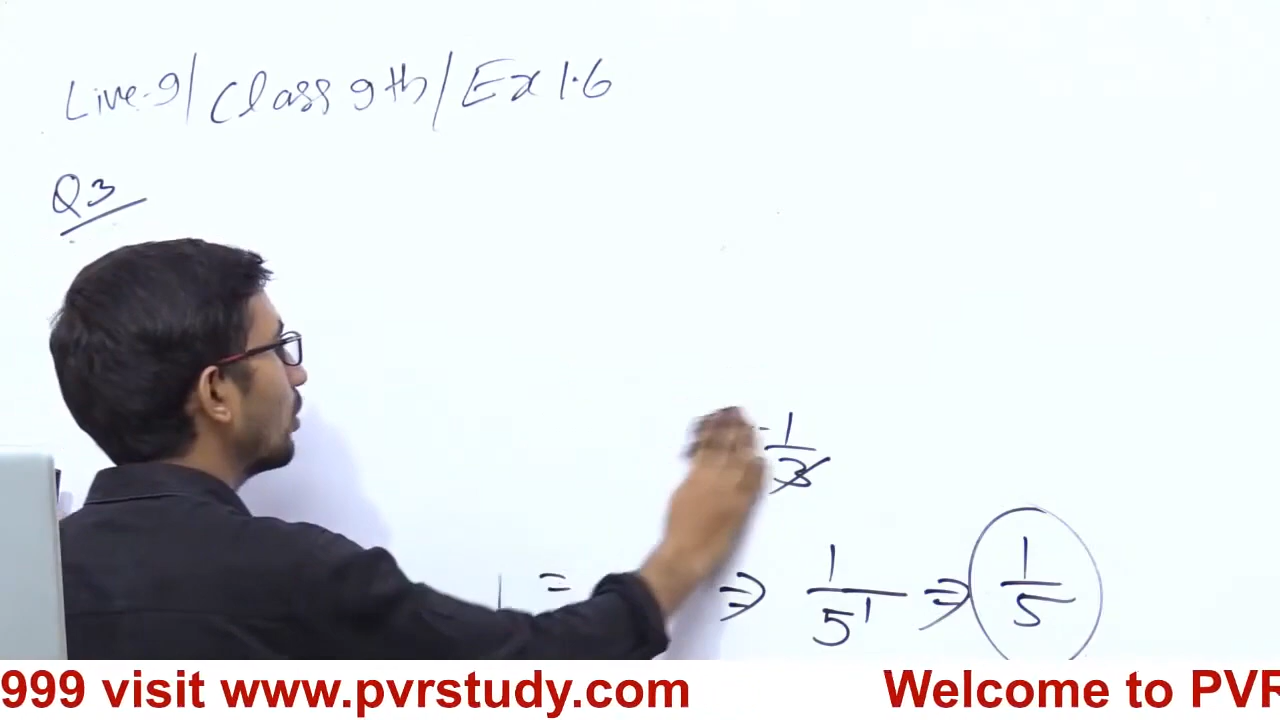 Live-9/Class 9th/Ex 1.6
Q3
-1/3
= ⇒ 1/5¹ ⇒ 1/5
999 visit www.pvrstudy.com Welcome to PVR